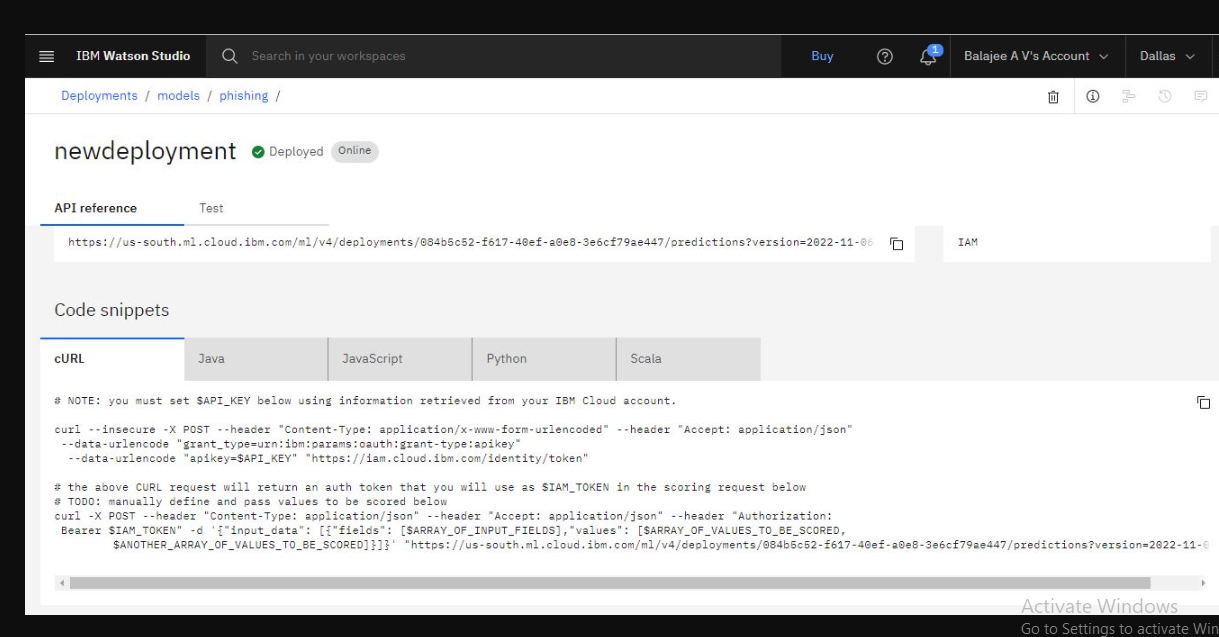 IBM Watson Studio
Search in your workspaces
Buy
1
Balajee A V's Account
Dallas
Deployments / models / phishing /
newdeployment
Deployed
Online
API reference
Test
https://us-south.ml.cloud.ibm.com/ml/v4/deployments/084b5c52-f617-40ef-a0e8-3e6cf79ae447/predictions?version=2022-11-06
IAM
Code snippets
cURL
Java
JavaScript
Python
Scala
# NOTE: you must set $API_KEY below using information retrieved from your IBM Cloud account.
curl --insecure -X POST --header "Content-Type: application/x-www-form-urlencoded" --header "Accept: application/json"
--data-urlencode "grant_type=urn:ibm:params:oauth:grant-type:apikey"
--data-urlencode "apikey=$API_KEY" "https://iam.cloud.ibm.com/identity/token"
# the above CURL request will return an auth token that you will use as $IAM_TOKEN in the scoring request below
# TODO: manually define and pass values to be scored below
curl -X POST --header "Content-Type: application/json" --header "Accept: application/json" --header "Authorization:
Bearer $IAM_TOKEN" -d '{"input_data": [{"fields": [$ARRAY_OF_INPUT_FIELDS],"values": [$ARRAY_OF_VALUES_TO_BE_SCORED,
$ANOTHER_ARRAY_OF_VALUES_TO_BE_SCORED]}]}' "https://us-south.ml.cloud.ibm.com/ml/v4/deployments/084b5c52-f617-40ef-a0e8-3e6cf79ae447/predictions?version=2022-11-0
Activate Windows
Go to Settings to activate Win